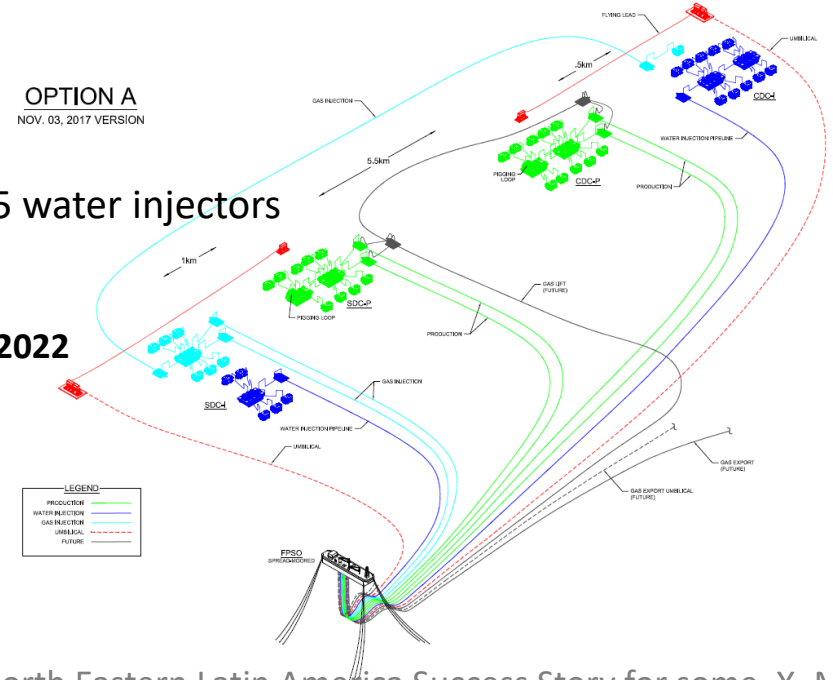 OPTION A
NOV. 03, 2017 VERSION
5 water injectors
2022
FLYING LEAD
UMBILICAL
.5km
CDC-I
GAS INJECTION
WATER INJECTION PIPELINE
5.5km
PIGGING LOOP
CDC-P
PRODUCTION
1km
SDC-P
PIGGING LOOP
GAS LIFT
(FUTURE)
PRODUCTION
GAS INJECTION
SDC-I
WATER INJECTION PIPELINE
UMBILICAL
GAS EXPORT
(FUTURE)
GAS EXPORT UMBILICAL
(FUTURE)
LEGEND
PRODUCTION
WATER INJECTION
GAS INJECTION
UMBILICAL
FUTURE
FPSO
SPREAD-MOORED
orth Eastern Latin America Success Story for some, Y. M